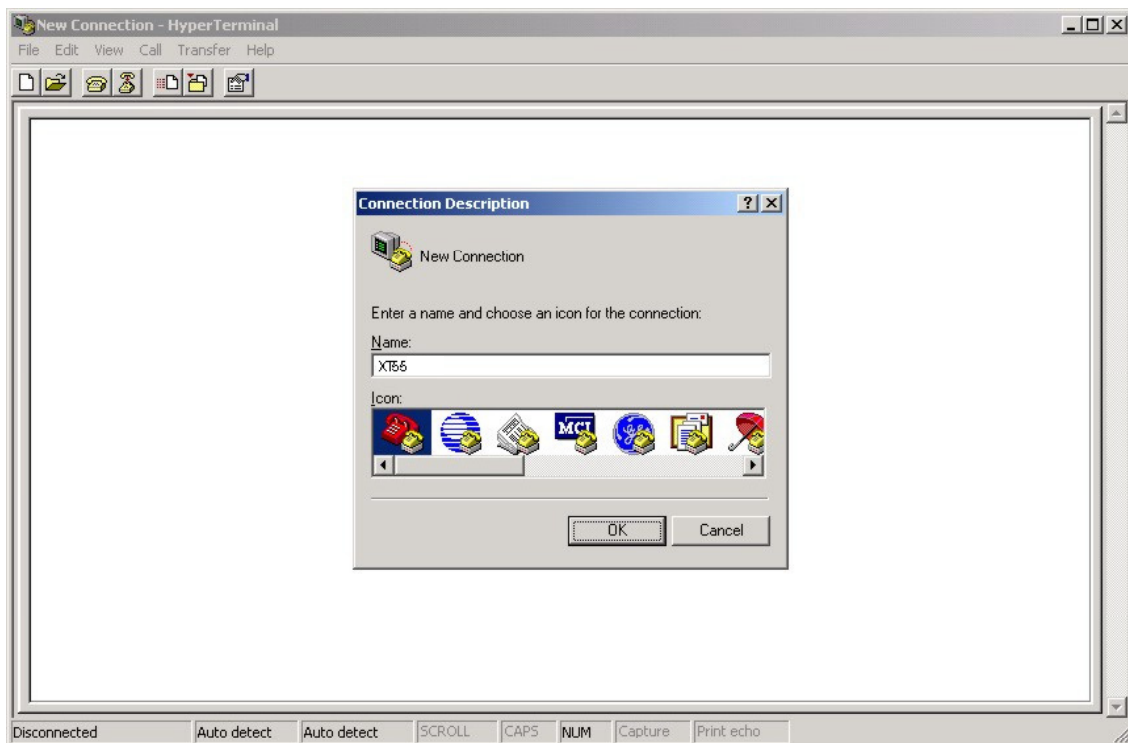 New Connection - HyperTerminal
File Edit View Call Transfer Help
Connection Description
New Connection
Enter a name and choose an icon for the connection:
Name:
XT55
Icon:
MCI
OK Cancel
Disconnected Auto detect Auto detect SCROLL CAPS NUM Capture Print echo